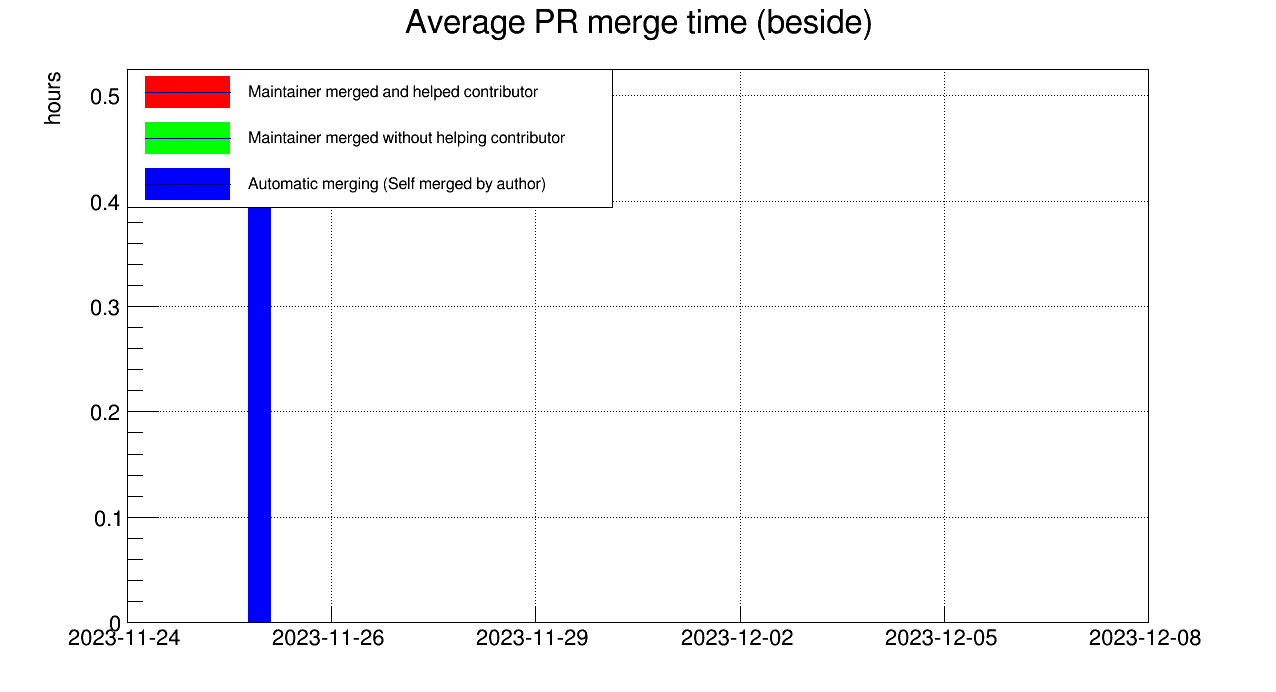 Average PR merge time (beside)
hours
0.5
Maintainer merged and helped contributor
Maintainer merged without helping contributor
Automatic merging (Self merged by author)
0.4
0.3
0.2
0.1
0
2023-11-24 2023-11-26 2023-11-29 2023-12-02 2023-12-05 2023-12-08